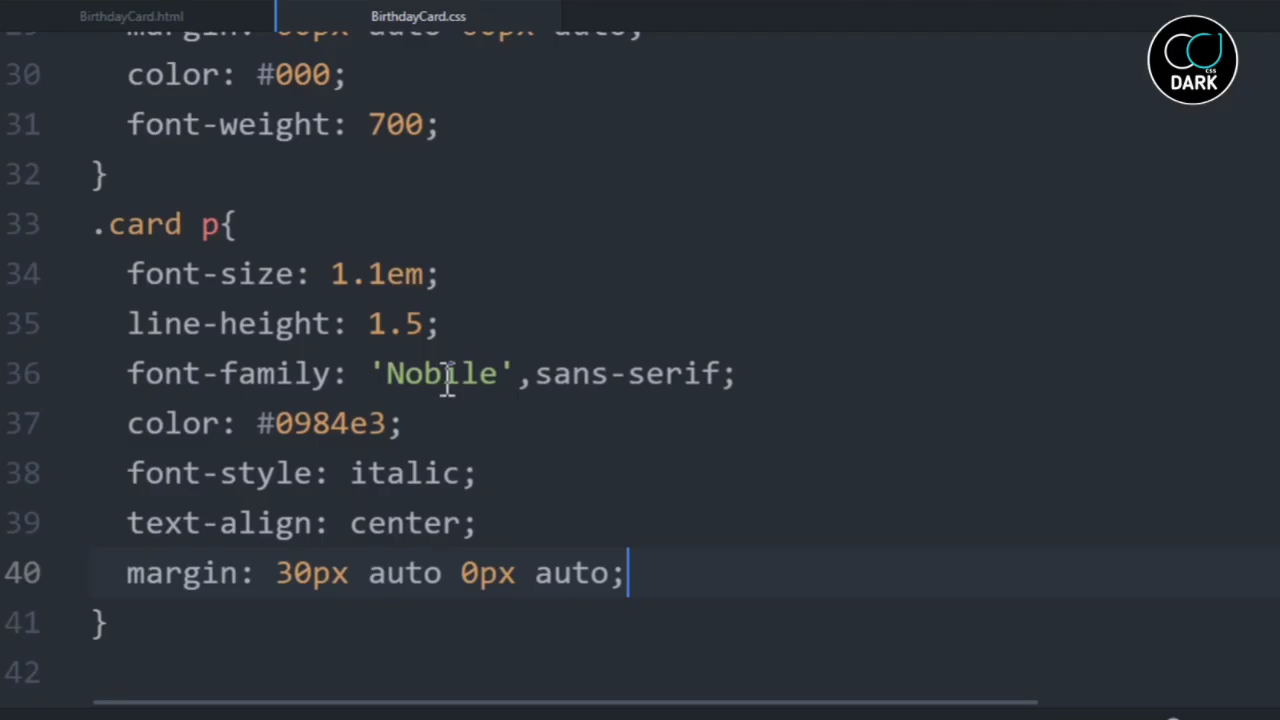 BirthdayCard.html
BirthdayCard.css
CSS
DARK
30 color: #000;
31 font-weight: 700;
32 }
33 .card p{
34 font-size: 1.1em;
35 line-height: 1.5;
36 font-family: 'Nobile',sans-serif;
37 color: #0984e3;
38 font-style: italic;
39 text-align: center;
40 margin: 30px auto 0px auto;
41 }
42